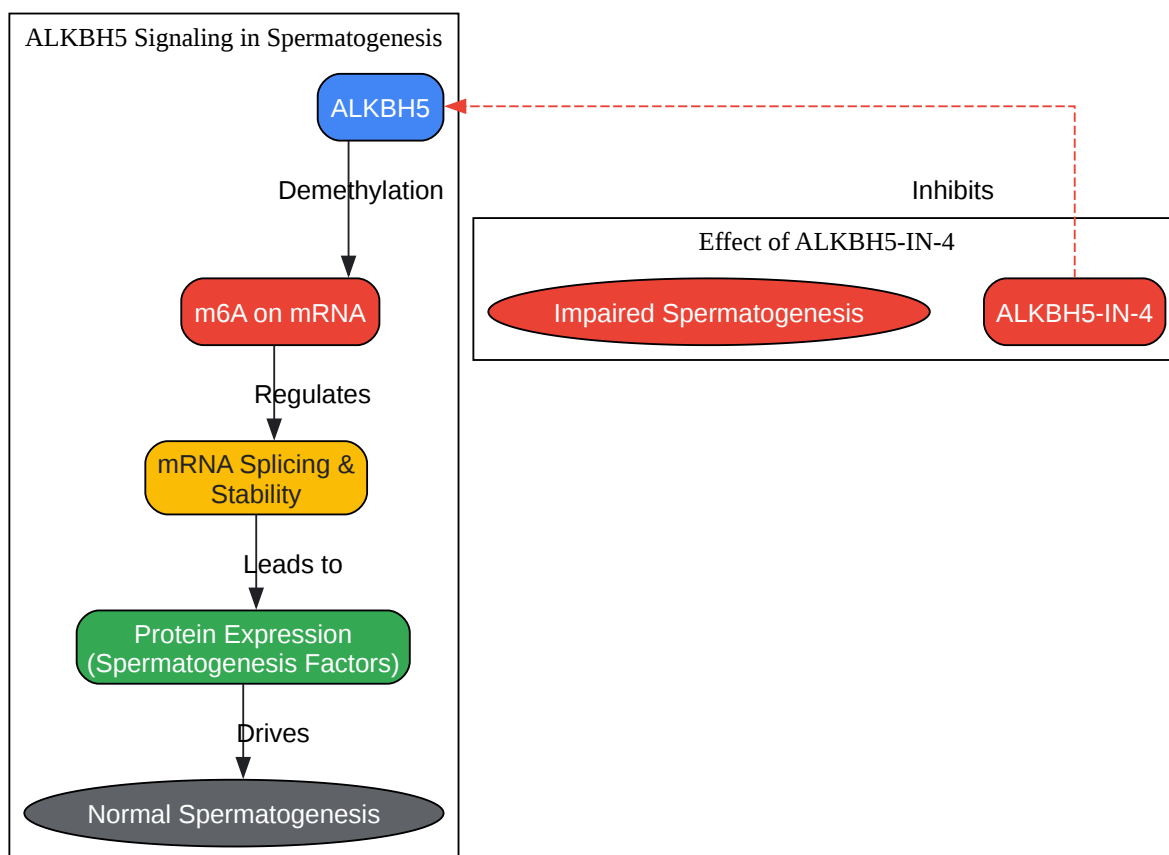 ALKBH5 Signaling in Spermatogenesis
ALKBH5
Demethylation
m6A on mRNA
Regulates
mRNA Splicing &
Stability
Leads to
Protein Expression
(Spermatogenesis Factors)
Drives
Normal Spermatogenesis
Inhibits
Effect of ALKBH5-IN-4
Impaired Spermatogenesis
ALKBH5-IN-4